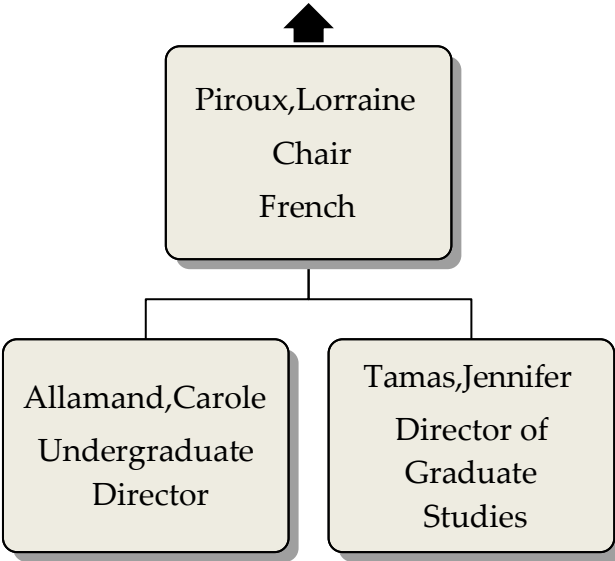 Piroux,Lorraine
Chair
French
Allamand,Carole
Undergraduate
Director
Tamas,Jennifer
Director of
Graduate
Studies